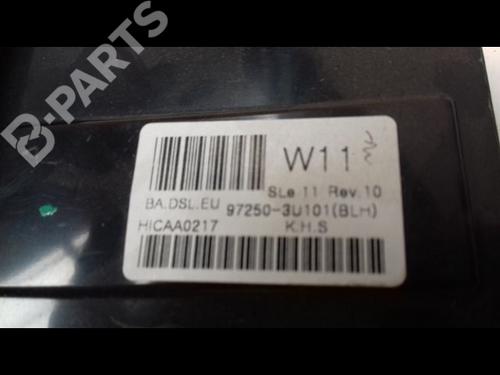 B-PARTS
W11
SLe 11 Rev.10
BA.DSL.EU 97250-3U101(BLH)
HICAA0217 K.H.S